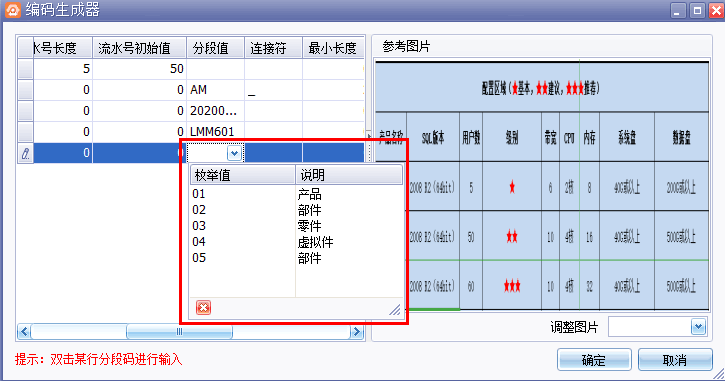 编码生成器
水号长度 流水号初始值 分段值 连接符 最小长度
5 50
0 0 AM _
0 0 20200...
0 0 LMM601
0 0
枚举值 说明
01 产品
02 部件
03 零件
04 虚拟件
05 部件
提示：双击某行分段码进行输入
参考图片
配置区域（★基本，★★建议，★★★推荐）
产品名称 SQL版本 用户数 级别 带宽 CPU 内存 系统盘 数据盘
2008 R2 (64bit) 5 ★ 6 2核 8 40G或以上 200G或以上
2008 R2 (64bit) 50 ★★ 10 4核 16 40G或以上 500G或以上
2008 R2 (64bit) 60 ★★★ 10 4核 32 40G或以上 500G或以上
调整图片
确定 取消